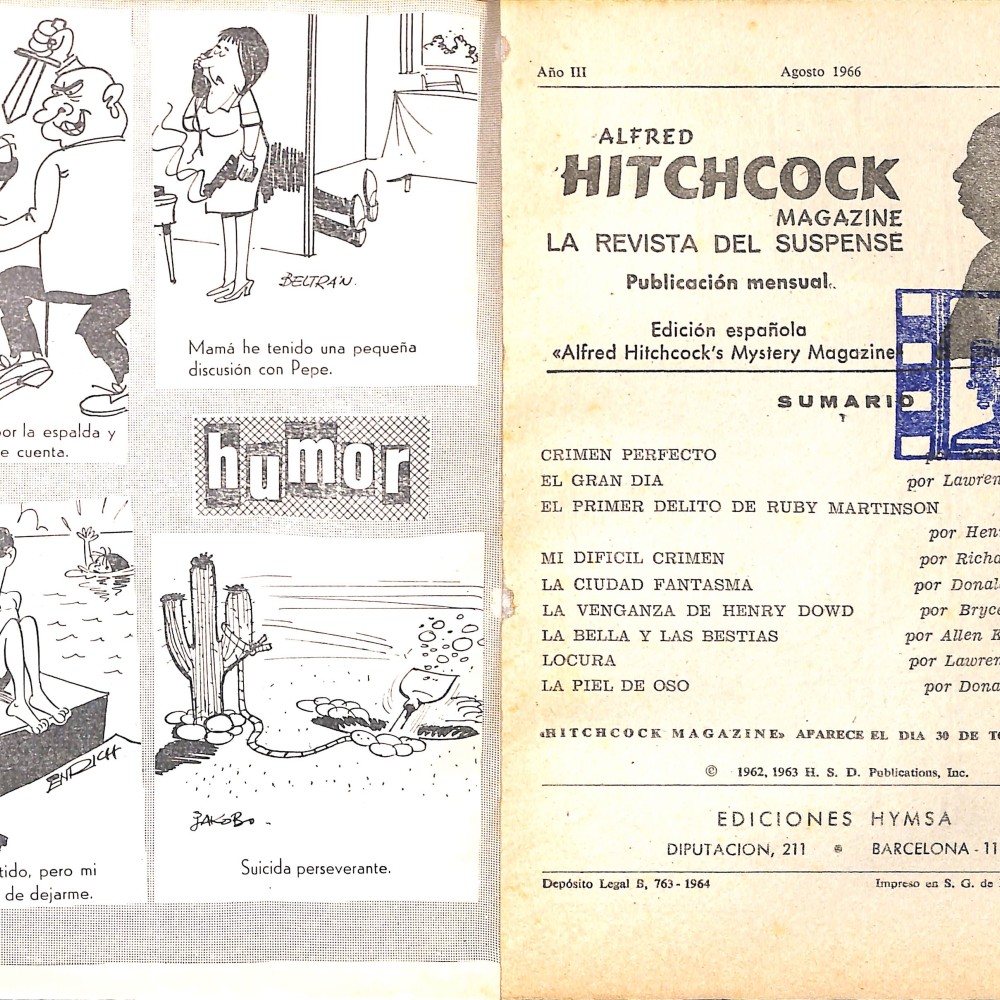 BELTRÁN.
Mamá he tenido una pequeña
discusión con Pepe.
por la espalda y
e cuenta.
humor
ENRICH
tido, pero mi
de dejarme.
JAKOBO.
Suicida perseverante.
Año III Agosto 1966
ALFRED
HITCHCOCK
MAGAZINE
LA REVISTA DEL SUSPENSE
Publicación mensual.
Edición española
«Alfred Hitchcock's Mystery Magazine
SUMARIO
CRIMEN PERFECTO
EL GRAN DIA por Lawren
EL PRIMER DELITO DE RUBY MARTINSON
por Hen
MI DIFICIL CRIMEN por Richa
LA CIUDAD FANTASMA por Donal
LA VENGANZA DE HENRY DOWD por Bryce
LA BELLA Y LAS BESTIAS por Allen K
LOCURA por Lawren
LA PIEL DE OSO por Dona
«HITCHCOCK MAGAZINE» APARECE EL DIA 30 DE TO
© 1962, 1963 H. S. D. Publications, Inc.
EDICIONES HYMSA
DIPUTACION, 211 BARCELONA - 11
Depósito Legal B, 763 - 1964 Impreso en S. G. de